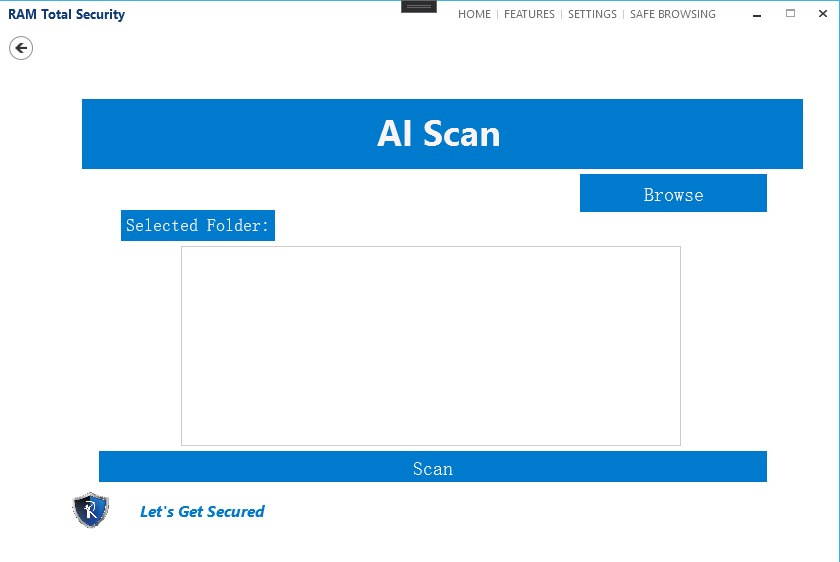 RAM Total Security
HOME | FEATURES | SETTINGS | SAFE BROWSING
AI Scan
Browse
Selected Folder:
Scan
R
Let's Get Secured